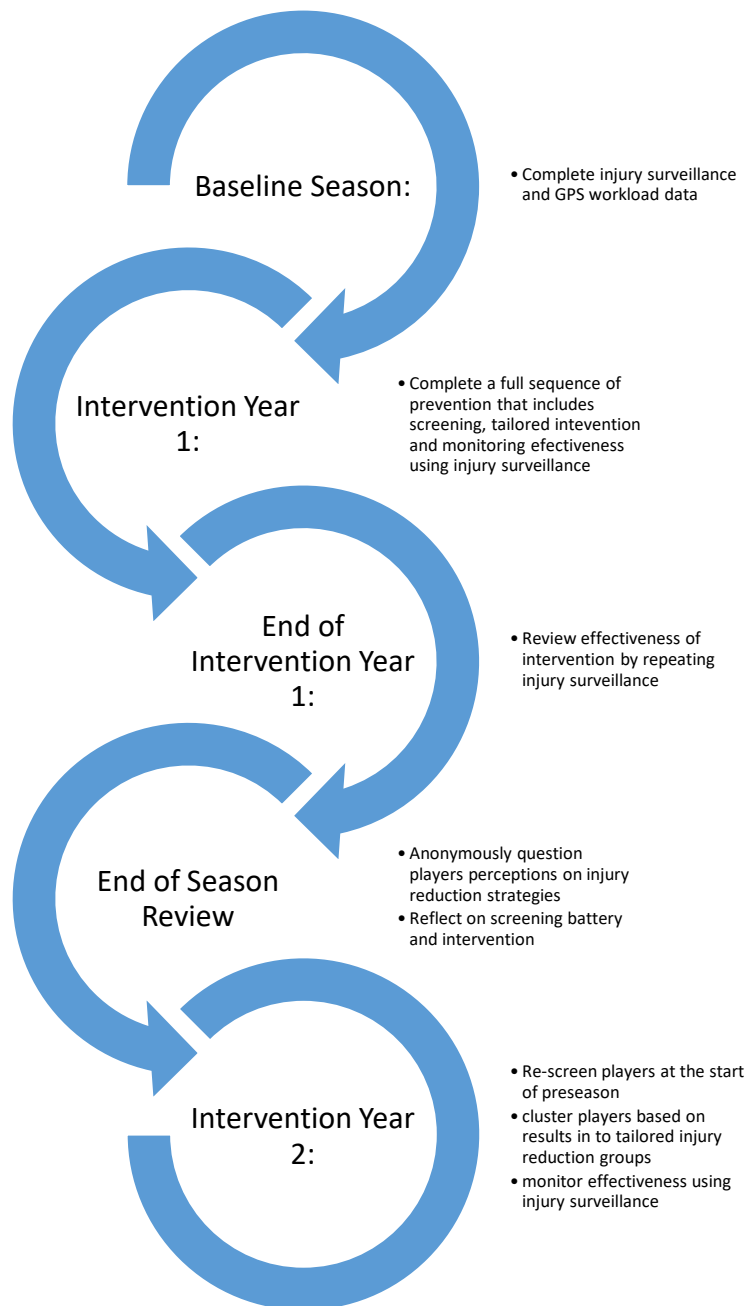 Baseline Season:
• Complete injury surveillance
and GPS workload data
Intervention Year
1:
• Complete a full sequence of
prevention that includes
screening, tailored intevention
and monitoring efectiveness
using injury surveillance
End of
Intervention Year
1:
• Review effectiveness of
intervention by repeating
injury surveillance
End of Season
Review
• Anonymously question
players perceptions on injury
reduction strategies
• Reflect on screening battery
and intervention
Intervention Year
2:
• Re-screen players at the start
of preseason
• cluster players based on
results in to tailored injury
reduction groups
• monitor effectiveness using
injury surveillance